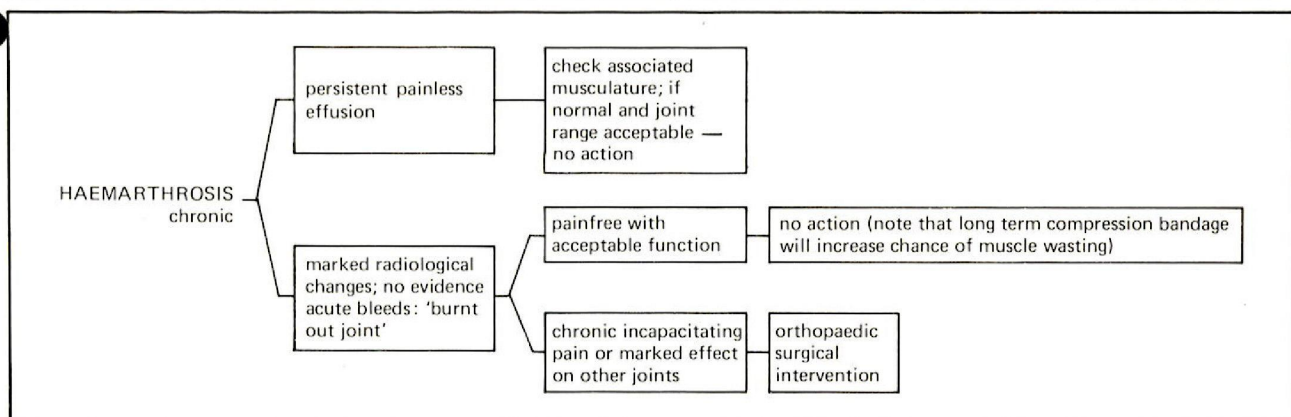 HAEMARTHROSIS
chronic
persistent painless
effusion
check associated
musculature; if
normal and joint
range acceptable —
no action
marked radiological
changes; no evidence
acute bleeds: 'burnt
out joint'
painfree with
acceptable function
no action (note that long term compression bandage
will increase chance of muscle wasting)
chronic incapacitating
pain or marked effect
on other joints
orthopaedic
surgical
intervention